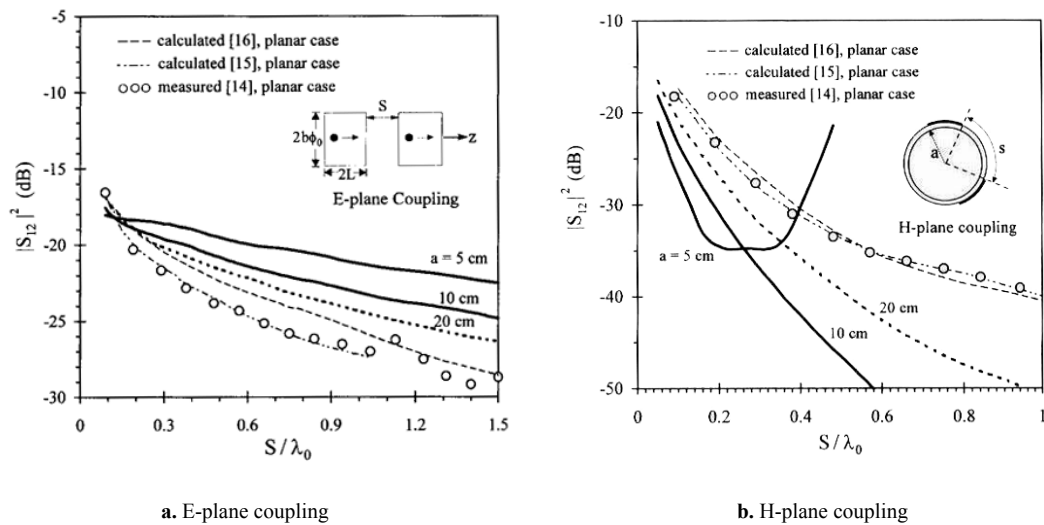 -5
-10
-15
-20
-25
-30
|S₁₂|² (dB)
calculated [16], planar case
calculated [15], planar case
measured [14], planar case
S
2bϕ₀
z
2L
E-plane Coupling
a = 5 cm
10 cm
20 cm
0 0.3 0.6 0.9 1.2 1.5
S / λ₀
a. E-plane coupling
-10
-20
-30
-40
-50
|S₁₂|² (dB)
calculated [16], planar case
calculated [15], planar case
measured [14], planar case
a
s
H-plane coupling
a = 5 cm
20 cm
10 cm
0 0.2 0.4 0.6 0.8 1
S / λ₀
b. H-plane coupling